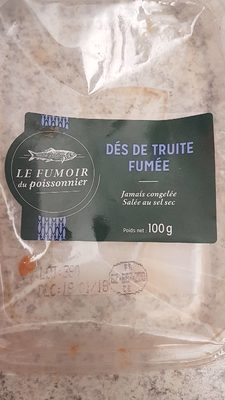 LE FUMOIR
du poissonnier
DÉS DE TRUITE
FUMÉE
Jamais congelée
Salée au sel sec
Poids net : 100 g